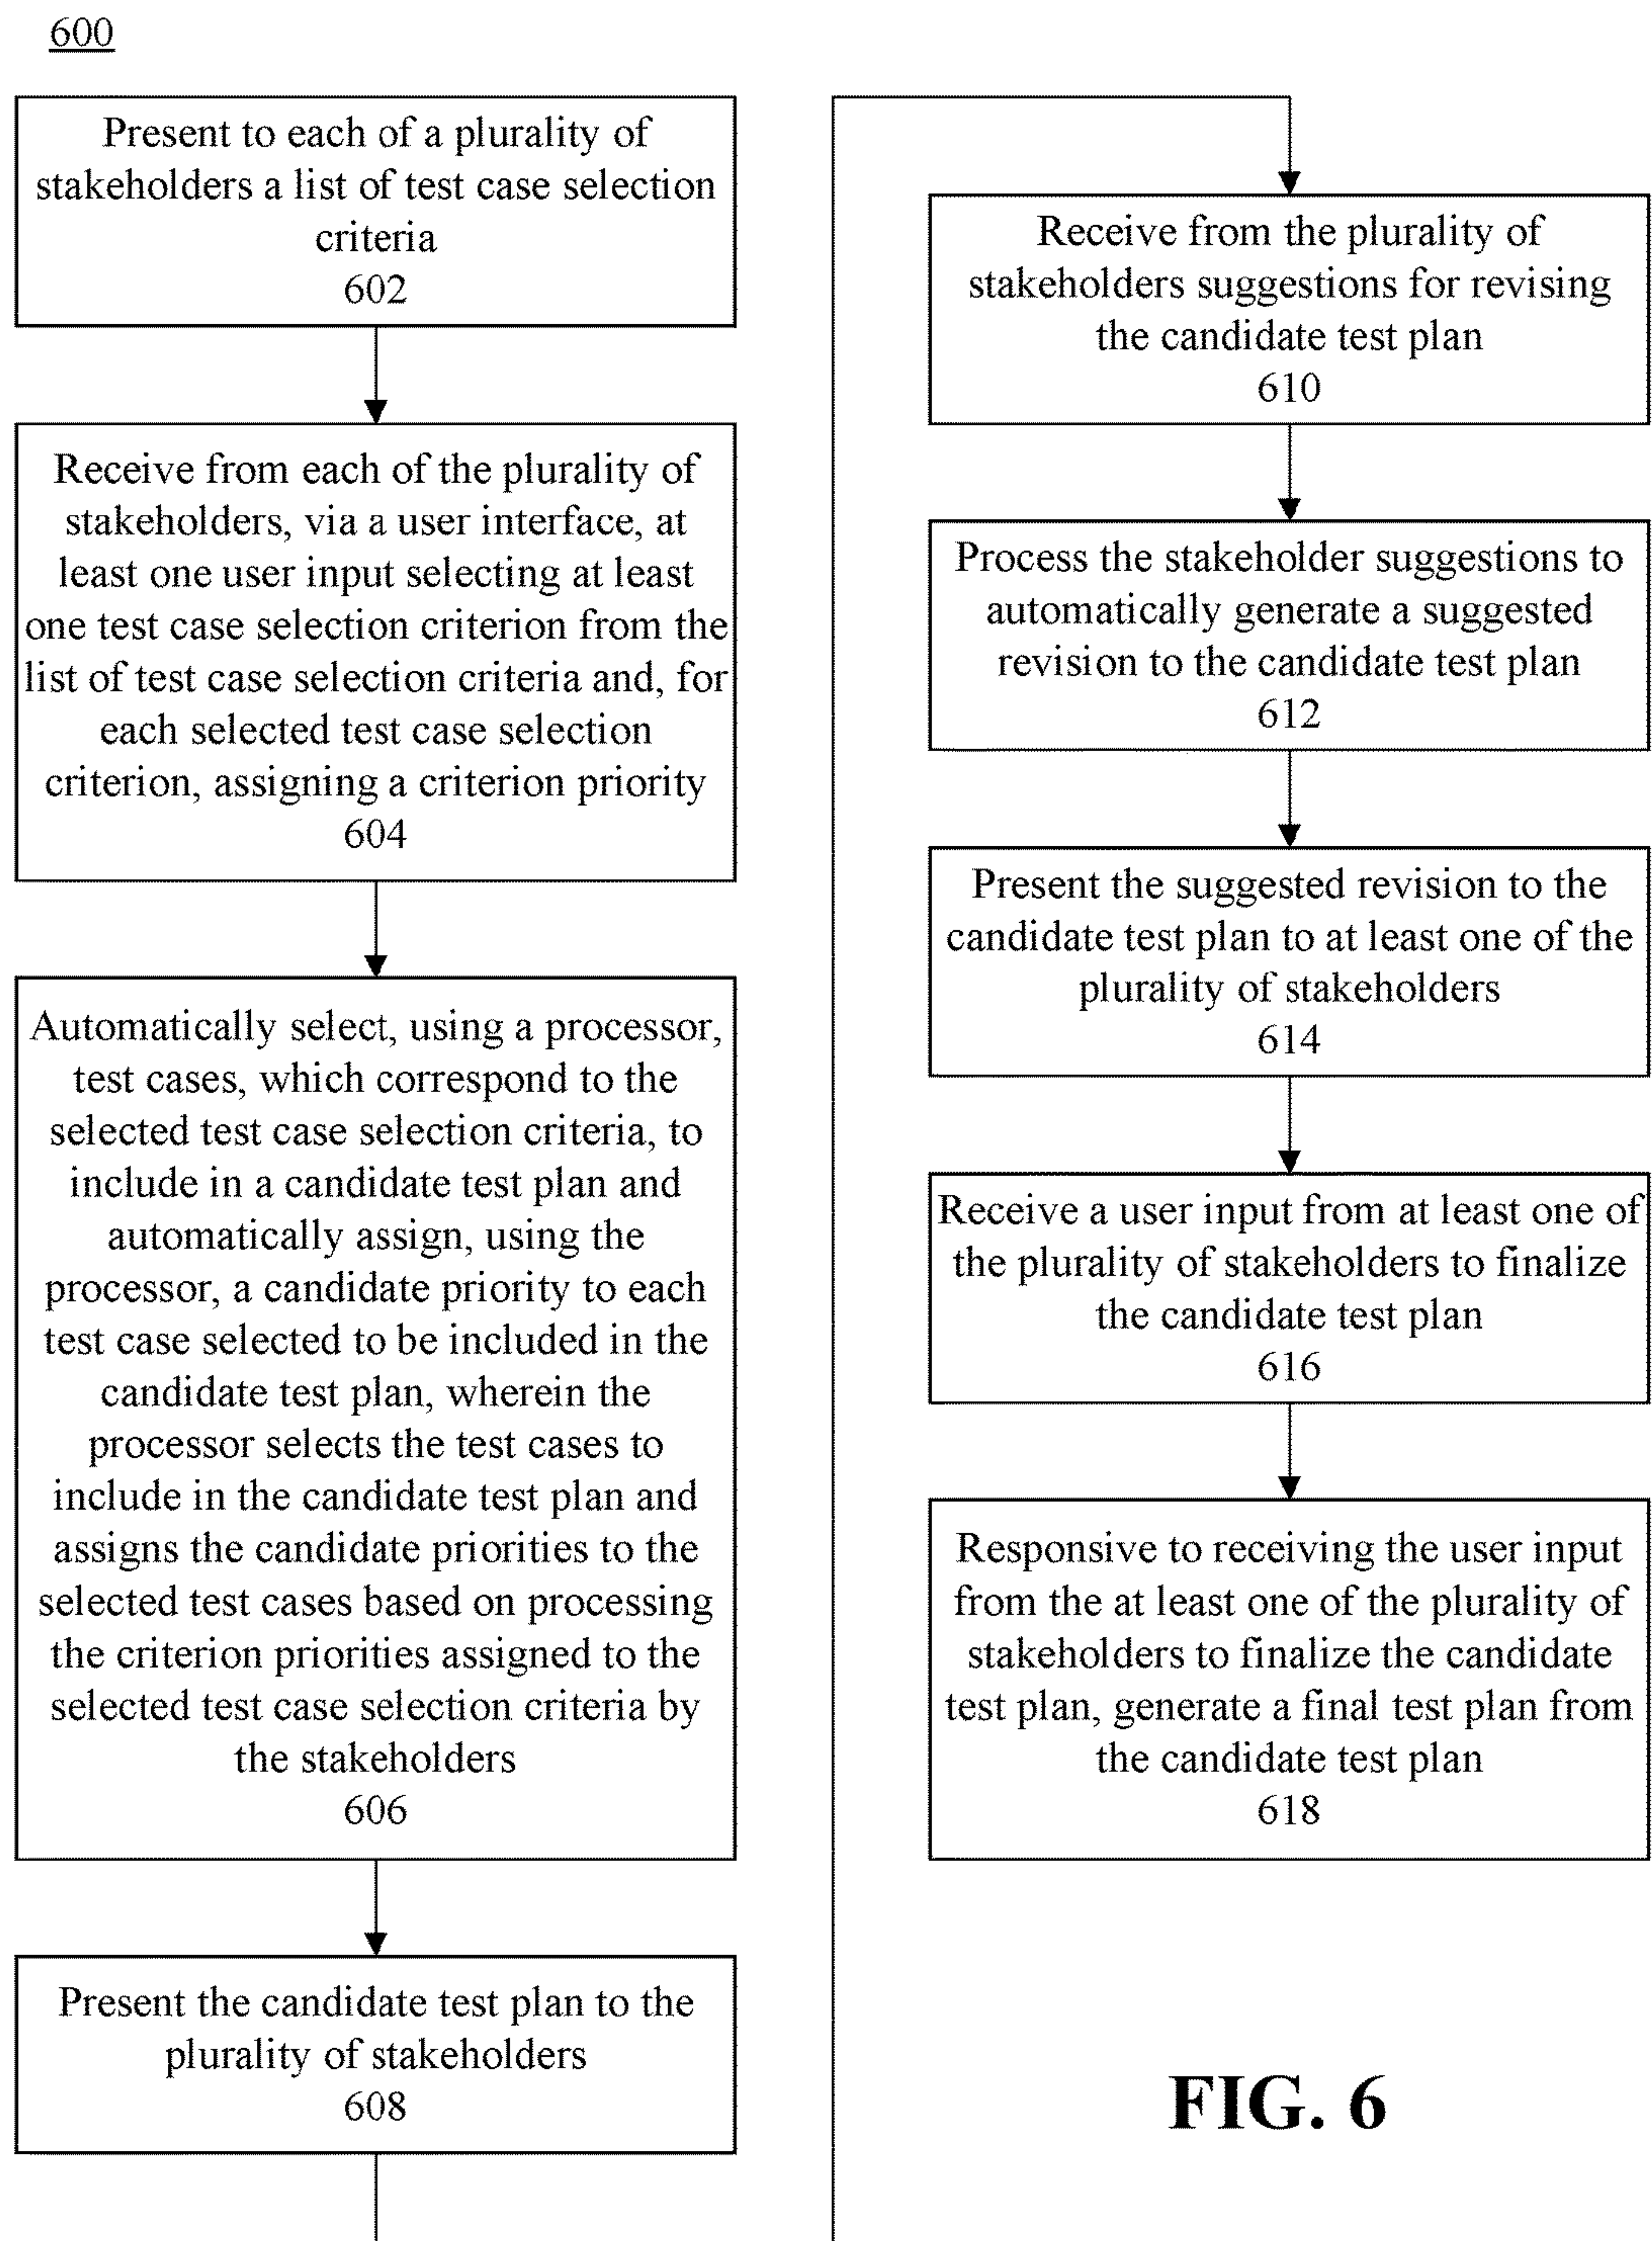 600
Present to each of a plurality of
stakeholders a list of test case selection
criteria
602
Receive from each of the plurality of
stakeholders, via a user interface, at
least one user input selecting at least
one test case selection criterion from the
list of test case selection criteria and, for
each selected test case selection
criterion, assigning a criterion priority
604
Automatically select, using a processor,
test cases, which correspond to the
selected test case selection criteria, to
include in a candidate test plan and
automatically assign, using the
processor, a candidate priority to each
test case selected to be included in the
candidate test plan, wherein the
processor selects the test cases to
include in the candidate test plan and
assigns the candidate priorities to the
selected test cases based on processing
the criterion priorities assigned to the
selected test case selection criteria by
the stakeholders
606
Present the candidate test plan to the
plurality of stakeholders
608
Receive from the plurality of
stakeholders suggestions for revising
the candidate test plan
610
Process the stakeholder suggestions to
automatically generate a suggested
revision to the candidate test plan
612
Present the suggested revision to the
candidate test plan to at least one of the
plurality of stakeholders
614
Receive a user input from at least one of
the plurality of stakeholders to finalize
the candidate test plan
616
Responsive to receiving the user input
from the at least one of the plurality of
stakeholders to finalize the candidate
test plan, generate a final test plan from
the candidate test plan
618
FIG. 6